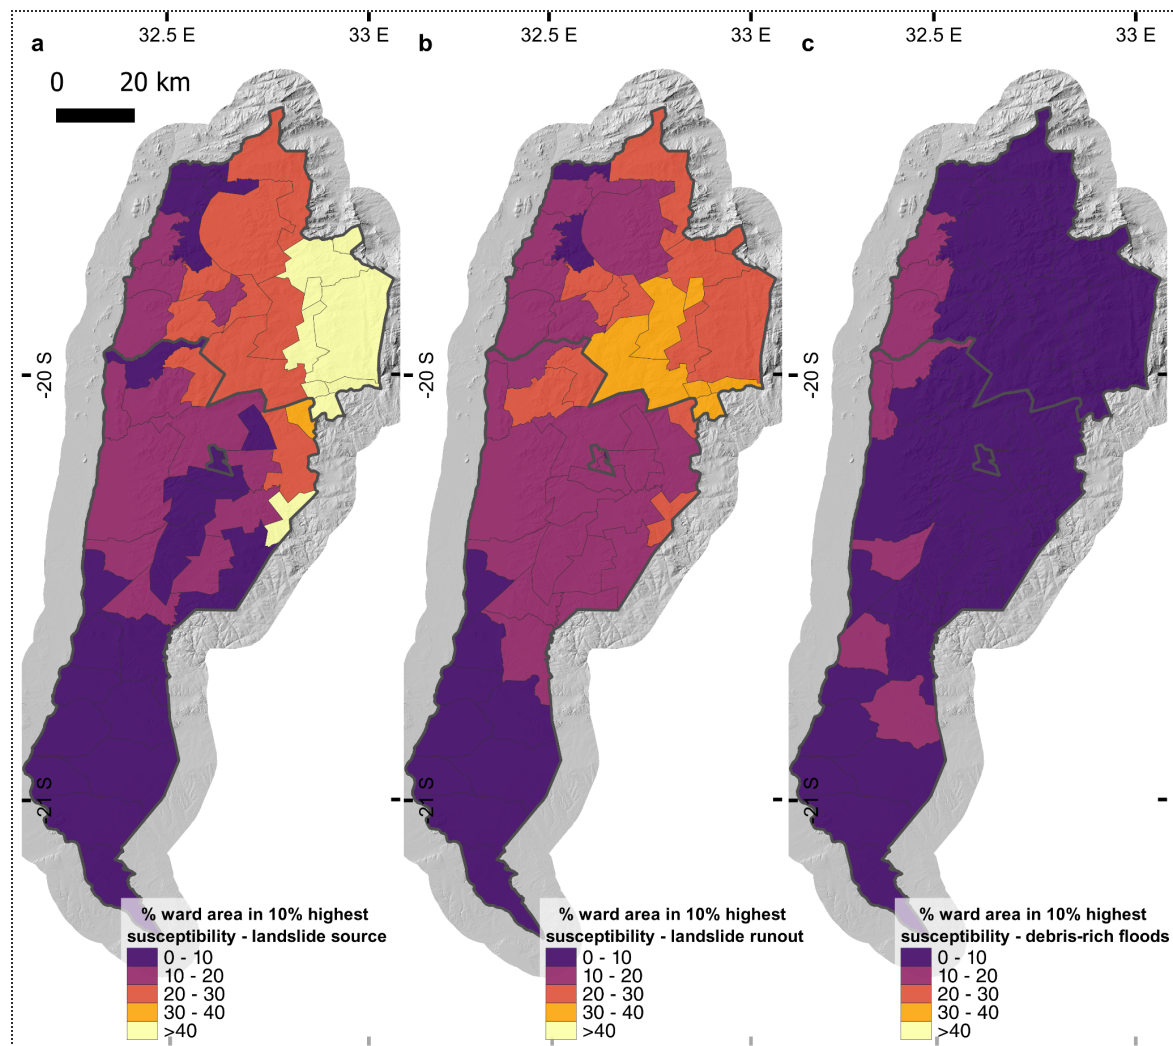 32.5 E 33 E 32.5 E 33 E 32.5 E 33 E
a b c
0 20 km
-20 S -20 S -20 S
-21 S -21 S -21 S
% ward area in 10% highest
susceptibility - landslide source
0 - 10
10 - 20
20 - 30
30 - 40
>40
% ward area in 10% highest
susceptibility - landslide runout
0 - 10
10 - 20
20 - 30
30 - 40
>40
% ward area in 10% highest
susceptibility - debris-rich floods
0 - 10
10 - 20
20 - 30
30 - 40
>40